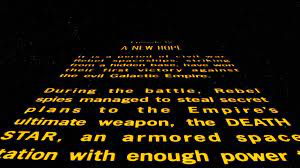 A NEW HOPE
It is a period of civil war.
Rebel spaceships, striking
from a hidden base, have won
their first victory against
the evil Galactic Empire.
During the battle, Rebel
spies managed to steal secret
plans to the Empire's
ultimate weapon, the DEATH
STAR, an armored space
tation with enough power